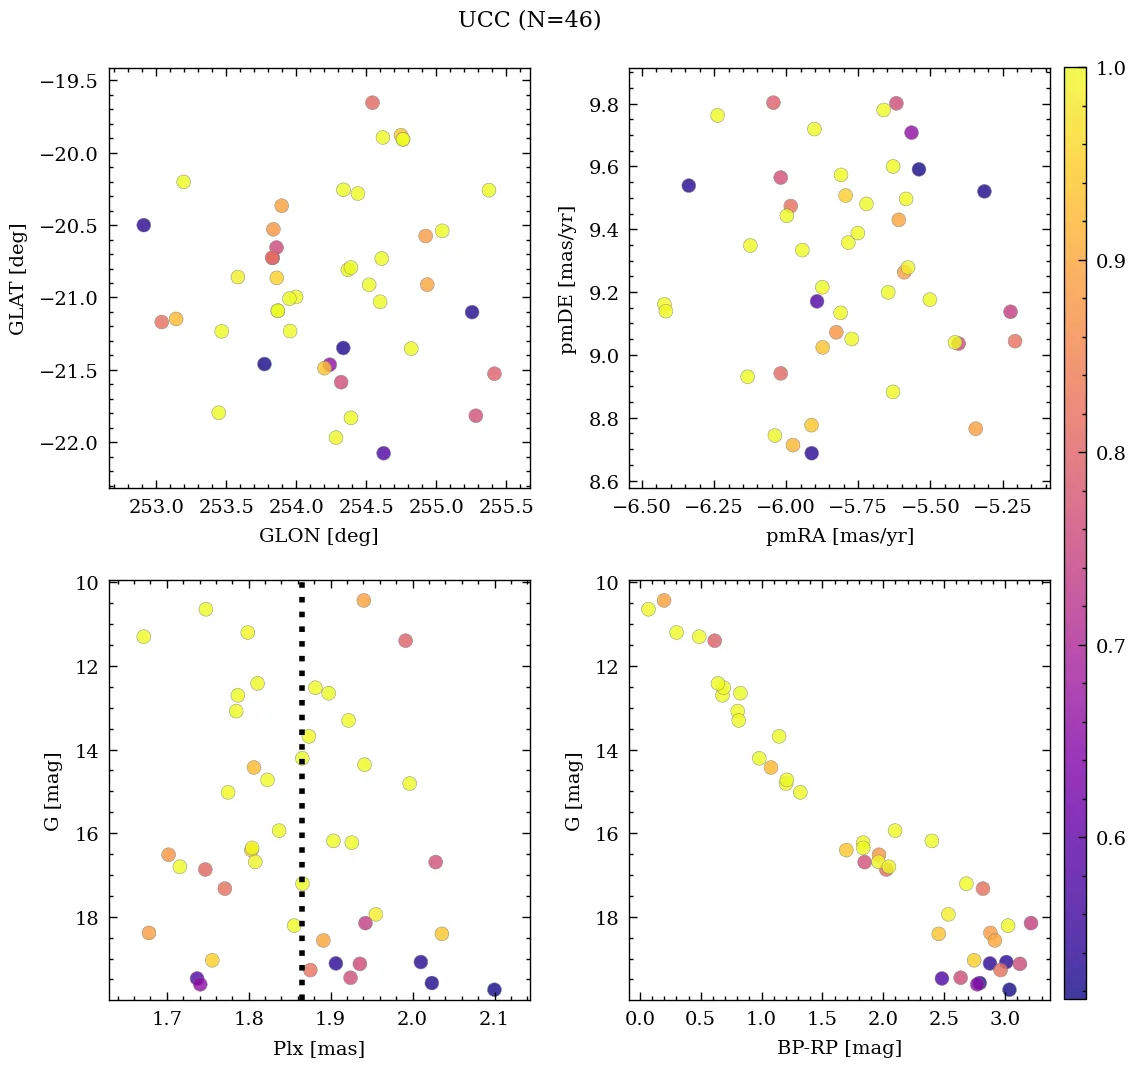 UCC (N=46)
−19.5
−20.0
−20.5
−21.0
−21.5
−22.0
GLAT [deg]
253.0 253.5 254.0 254.5 255.0 255.5
GLON [deg]
9.8
9.6
9.4
9.2
9.0
8.8
8.6
pmDE [mas/yr]
−6.50 −6.25 −6.00 −5.75 −5.50 −5.25
pmRA [mas/yr]
1.0
0.9
0.8
0.7
0.6
10
12
14
16
18
G [mag]
1.7 1.8 1.9 2.0 2.1
Plx [mas]
10
12
14
16
18
G [mag]
0.0 0.5 1.0 1.5 2.0 2.5 3.0
BP-RP [mag]